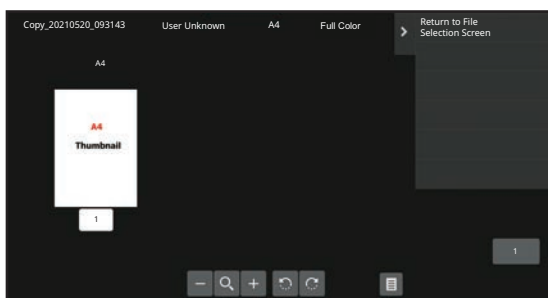 Copy_20210520_093143 User Unknown A4 Full Color
Return to File
Selection Screen
A4
A4
Thumbnail
1
1